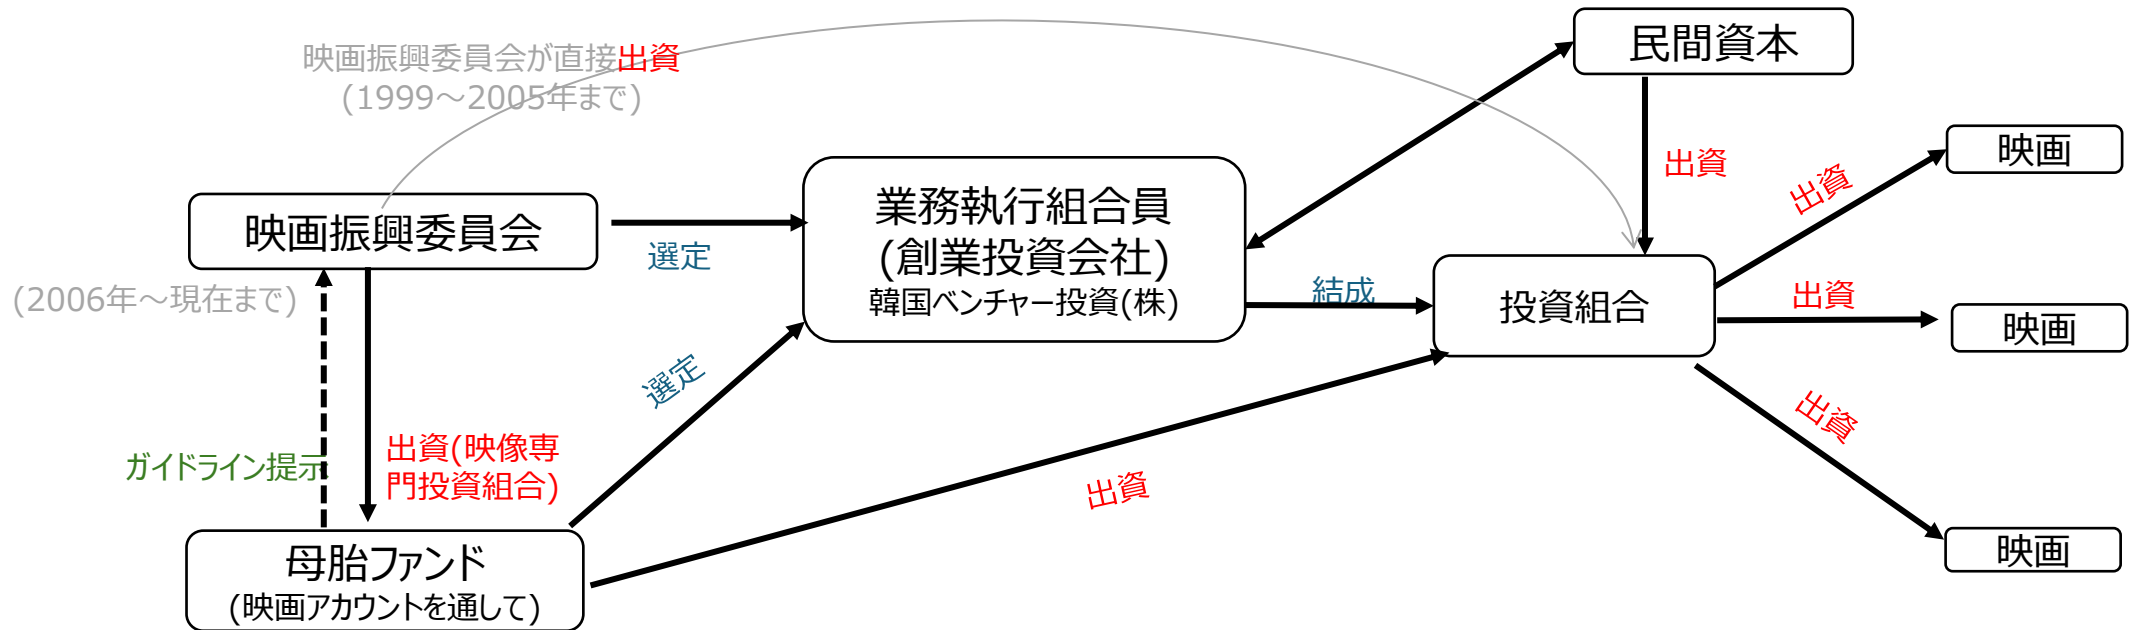 映画振興委員会が直接出資
(1999～2005年まで)
民間資本
出資
映画
出資
業務執行組合員
(創業投資会社)
韓国ベンチャー投資(株)
映画振興委員会
選定
(2006年～現在まで)
結成
投資組合
出資
映画
選定
ガイドライン提示
出資(映像専
門投資組合)
出資
出資
映画
母胎ファンド
(映画アカウントを通して)